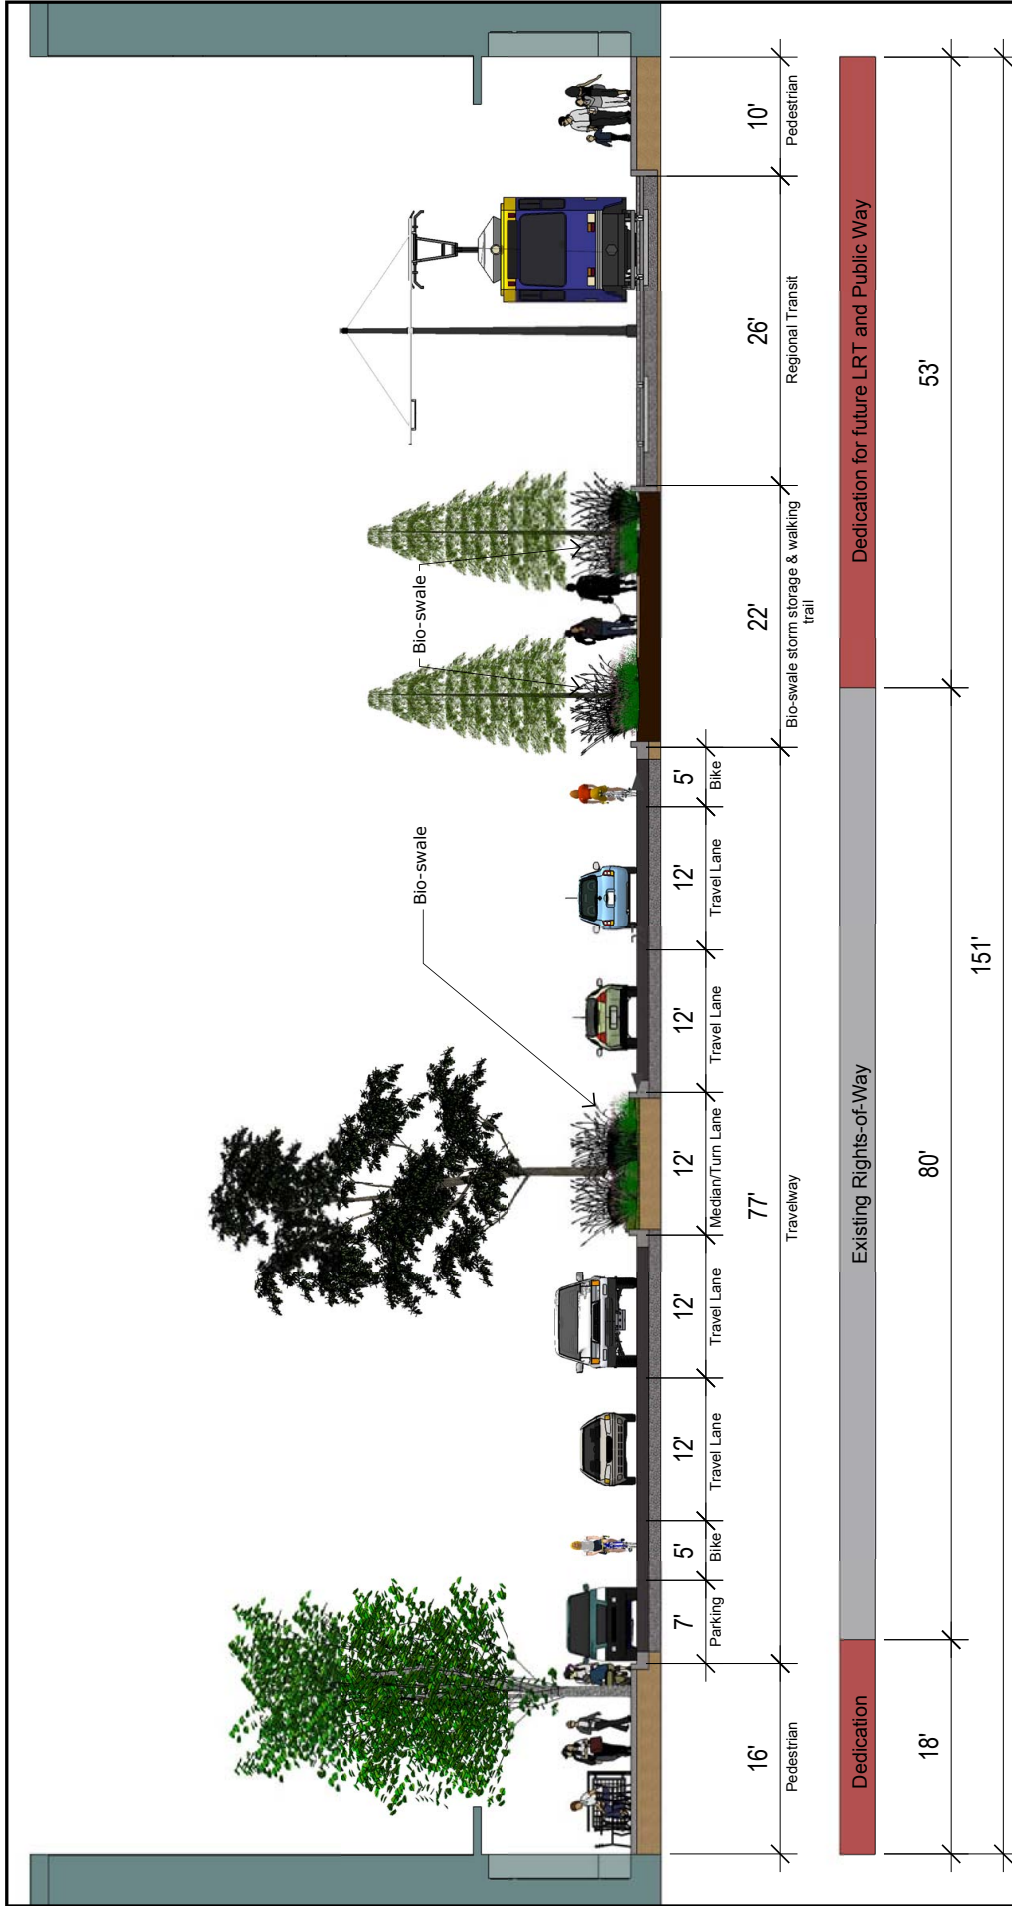 Bio-swale
Bio-swale
7'
5'
12'
12'
12'
12'
12'
5'
Parking
Bike
Travel Lane
Travel Lane
Median/Turn Lane
Travel Lane
Travel Lane
Bike
16'
77'
22'
26'
10'
Pedestrian
Travelway
Bio-swale storm storage & walking
trail
Regional Transit
Pedestrian
Dedication
Existing Rights-of-Way
Dedication for future LRT and Public Way
18'
80'
53'
151'